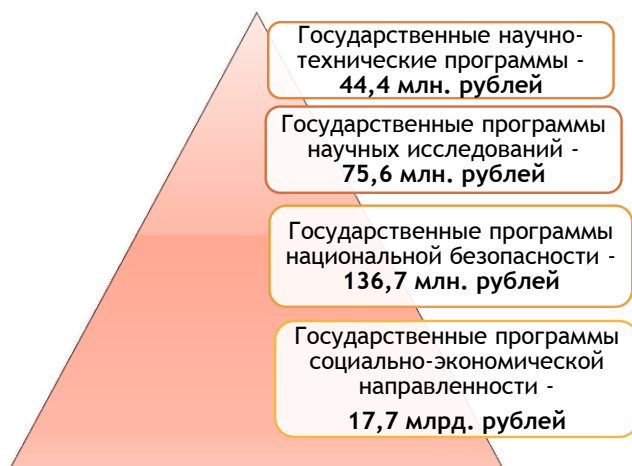 Государственные научно-
технические программы -
44,4 млн. рублей
Государственные программы
научных исследований -
75,6 млн. рублей
Государственные программы
национальной безопасности -
136,7 млн. рублей
Государственные программы
социально-экономической
направленности -
17,7 млрд. рублей